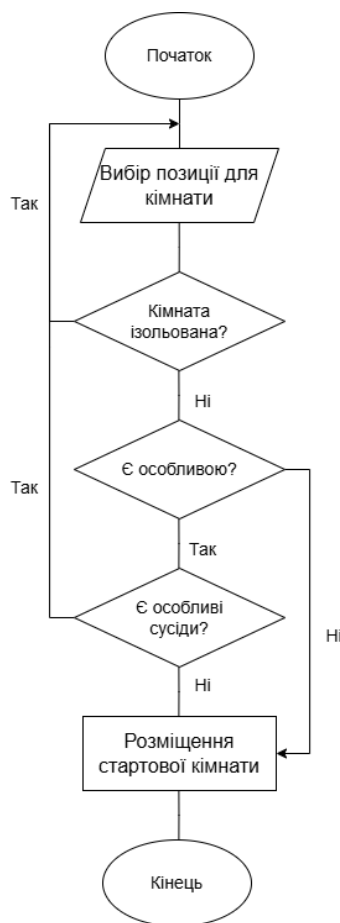 Початок
Вибір позиції для
кімнати
Так
Кімната
ізольована?
Ні
Є особливою?
Так
Так
Є особливі
сусіди?
Ні
Ні
Розміщення
стартової кімнати
Кінець